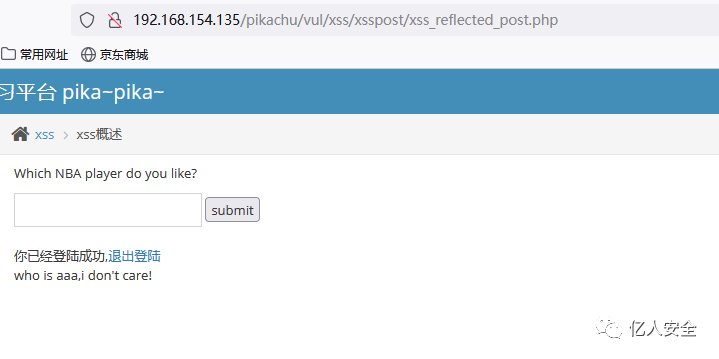 192.168.154.135/pikachu/vul/xss/xsspost/xss_reflected_post.php
常用网址 京东商城
习平台 pika~pika~
xss > xss概述
Which NBA player do you like?
submit
你已经登陆成功,退出登陆
who is aaa,i don't care!
亿人安全